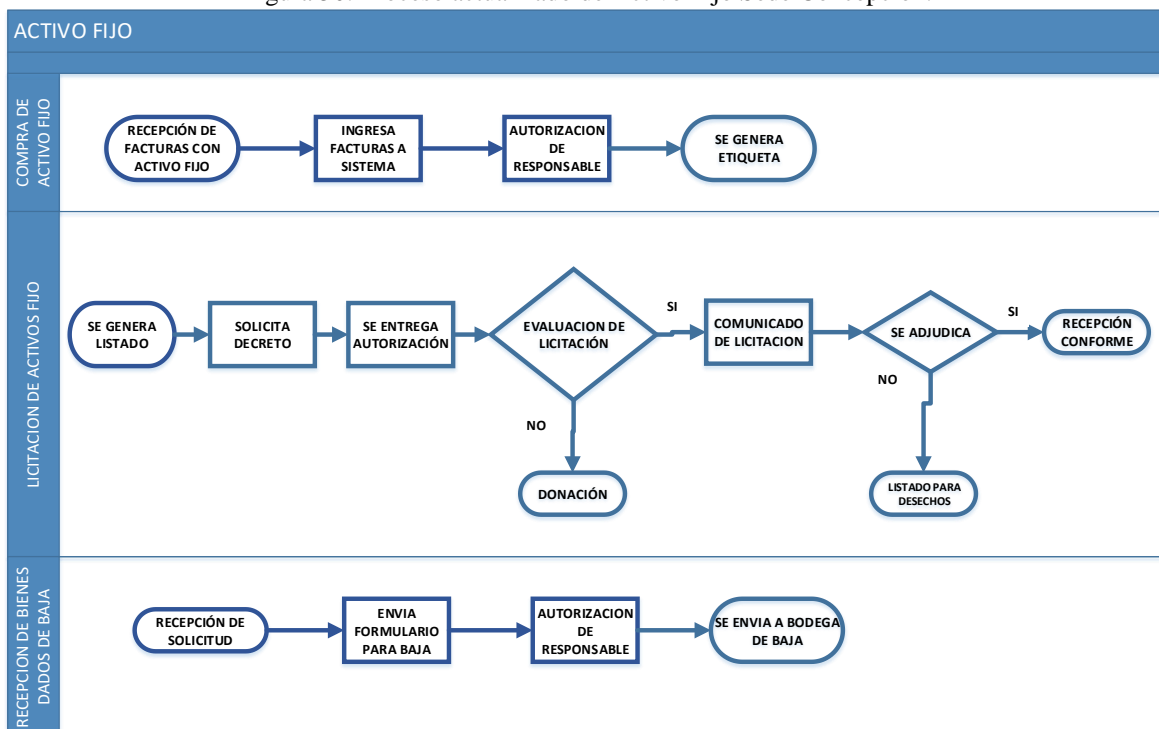 ACTIVO FIJO
COMPRA DE
ACTIVO FIJO
RECEPCIÓN DE
FACTURAS CON
ACTIVO FIJO
INGRESA
FACTURAS A
SISTEMA
AUTORIZACION
DE
RESPONSABLE
SE GENERA
ETIQUETA
LICITACION DE ACTIVOS FIJO
SE GENERA
LISTADO
SOLICITA
DECRETO
SE ENTREGA
AUTORIZACIÓN
EVALUACION DE
LICITACIÓN
SI
NO
DONACIÓN
COMUNICADO
DE LICITACION
SE ADJUDICA
SI
NO
RECEPCIÓN
CONFORME
LISTADO PARA
DESECHOS
RECEPCION DE BIENES
DADOS DE BAJA
RECEPCIÓN DE
SOLICITUD
ENVIA
FORMULARIO
PARA BAJA
AUTORIZACION
DE
RESPONSABLE
SE ENVIA A BODEGA
DE BAJA